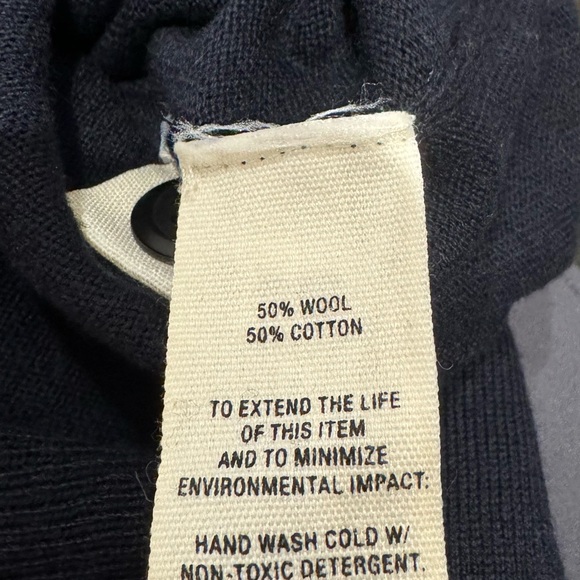 50% WOOL
50% COTTON
TO EXTEND THE LIFE
OF THIS ITEM
AND TO MINIMIZE
ENVIRONMENTAL IMPACT:
HAND WASH COLD W/
NON-TOXIC DETERGENT.